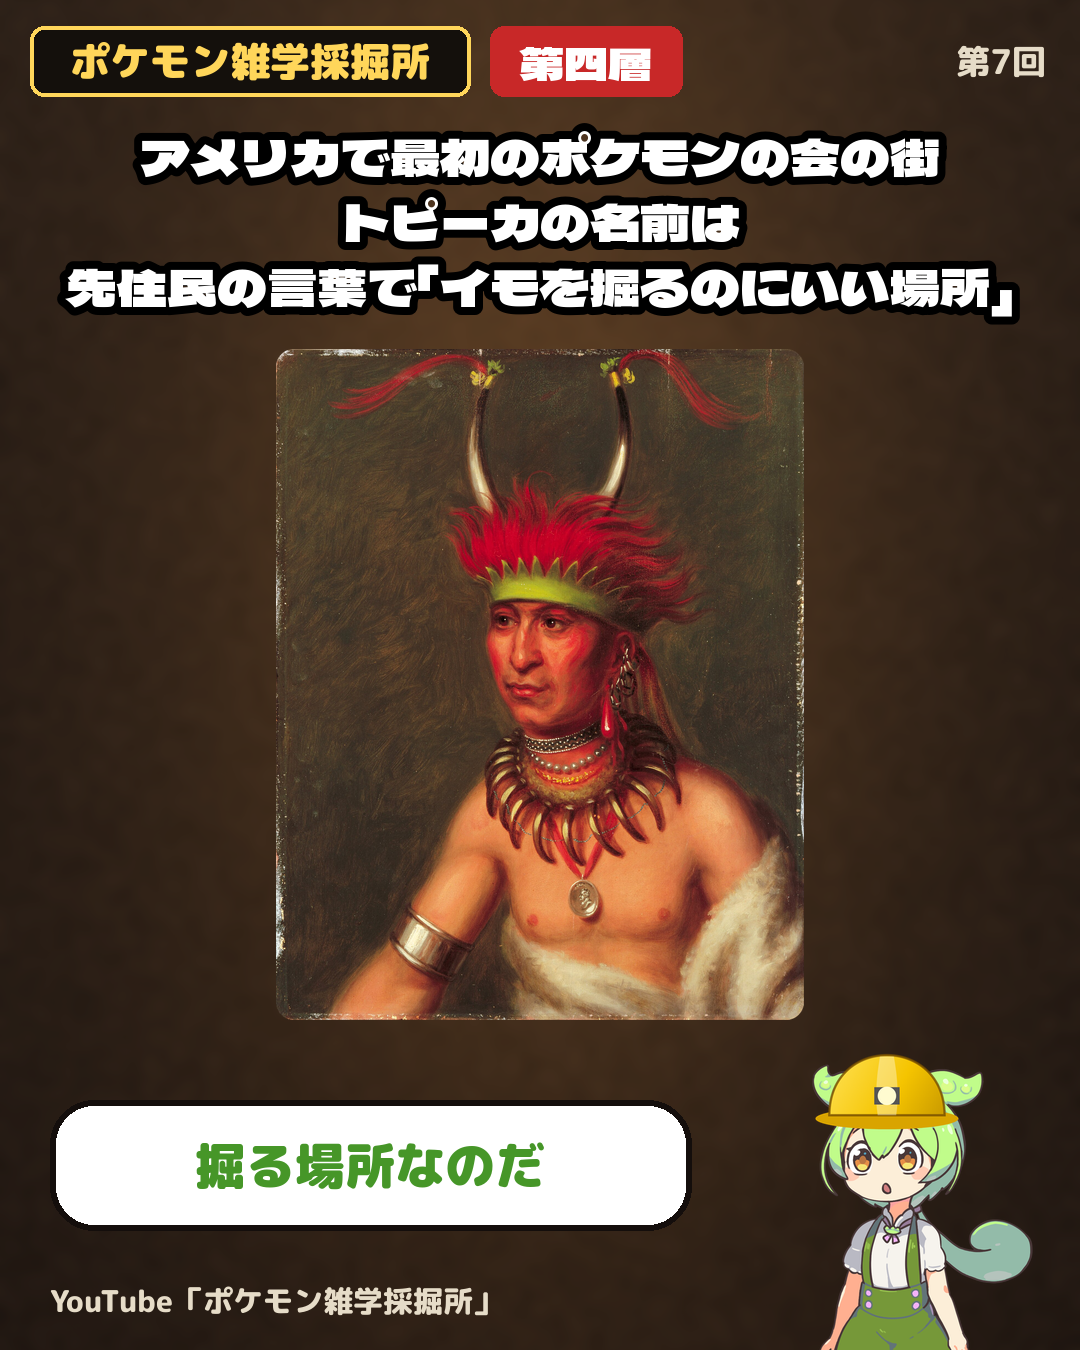 ポケモン雑学採掘所
第四層
第7回
アメリカで最初のポケモンの会の街
トピーカの名前は
先住民の言葉で「イモを掘るのにいい場所」
掘る場所なのだ
YouTube「ポケモン雑学採掘所」